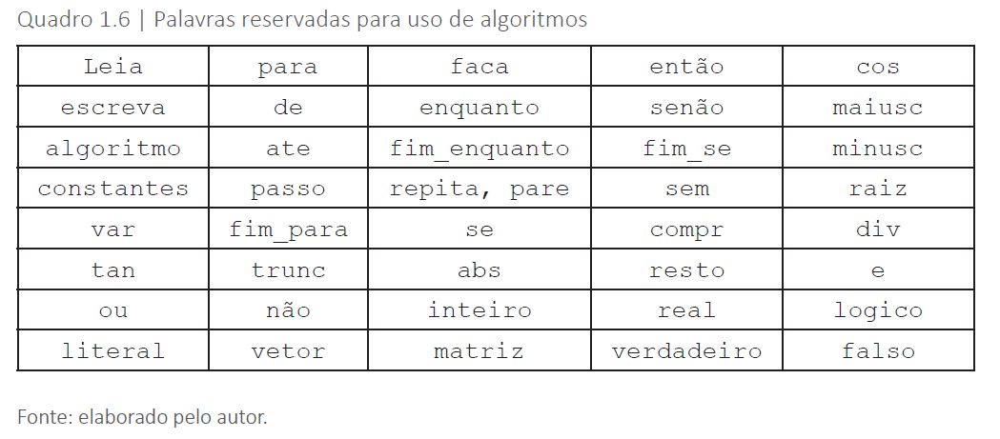 Quadro 1.6 | Palavras reservadas para uso de algoritmos
Leia para faca então cos
escreva de enquanto senão maiusc
algoritmo ate fim_enquanto fim_se minusc
constantes passo repita, pare sem raiz
var fim_para se compr div
tan trunc abs resto e
ou não inteiro real logico
literal vetor matriz verdadeiro falso
Fonte: elaborado pelo autor.